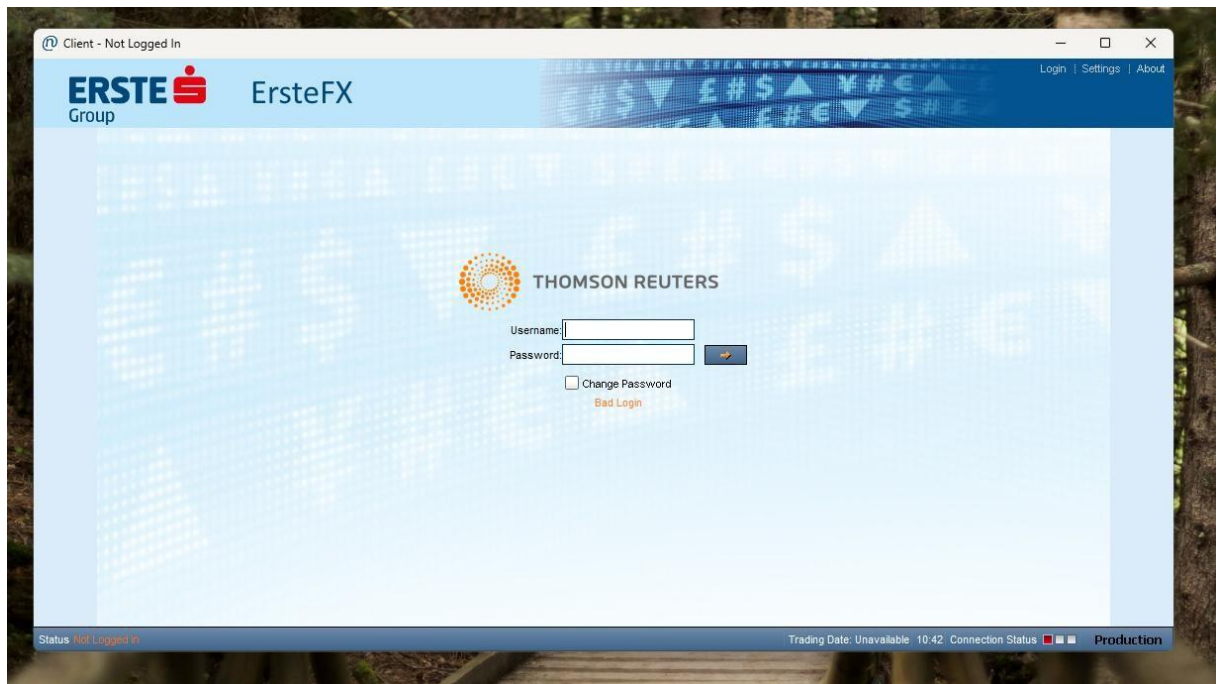 Client - Not Logged In
Login | Settings | About
ERSTE
Group
ErsteFX
THOMSON REUTERS
Username:
Password:
Change Password
Bad Login
Status Not Logged in
Trading Date: Unavailable 10:42 Connection Status Production